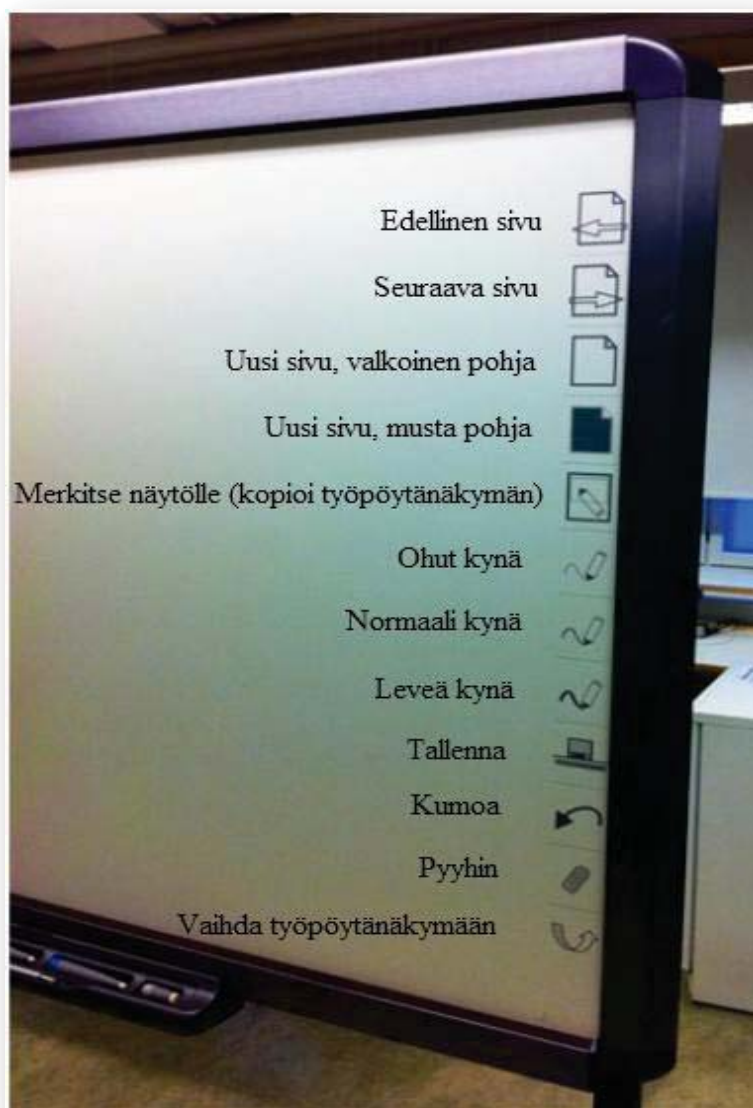 Edellinen sivu
Seuraava sivu
Uusi sivu, valkoinen pohja
Uusi sivu, musta pohja
Merkitse näytölle (kopioi työpöytänäkymän)
Ohut kynä
Normaali kynä
Leveä kynä
Tallenna
Kumoa
Pyyhin
Vaihda työpöytänäkymään